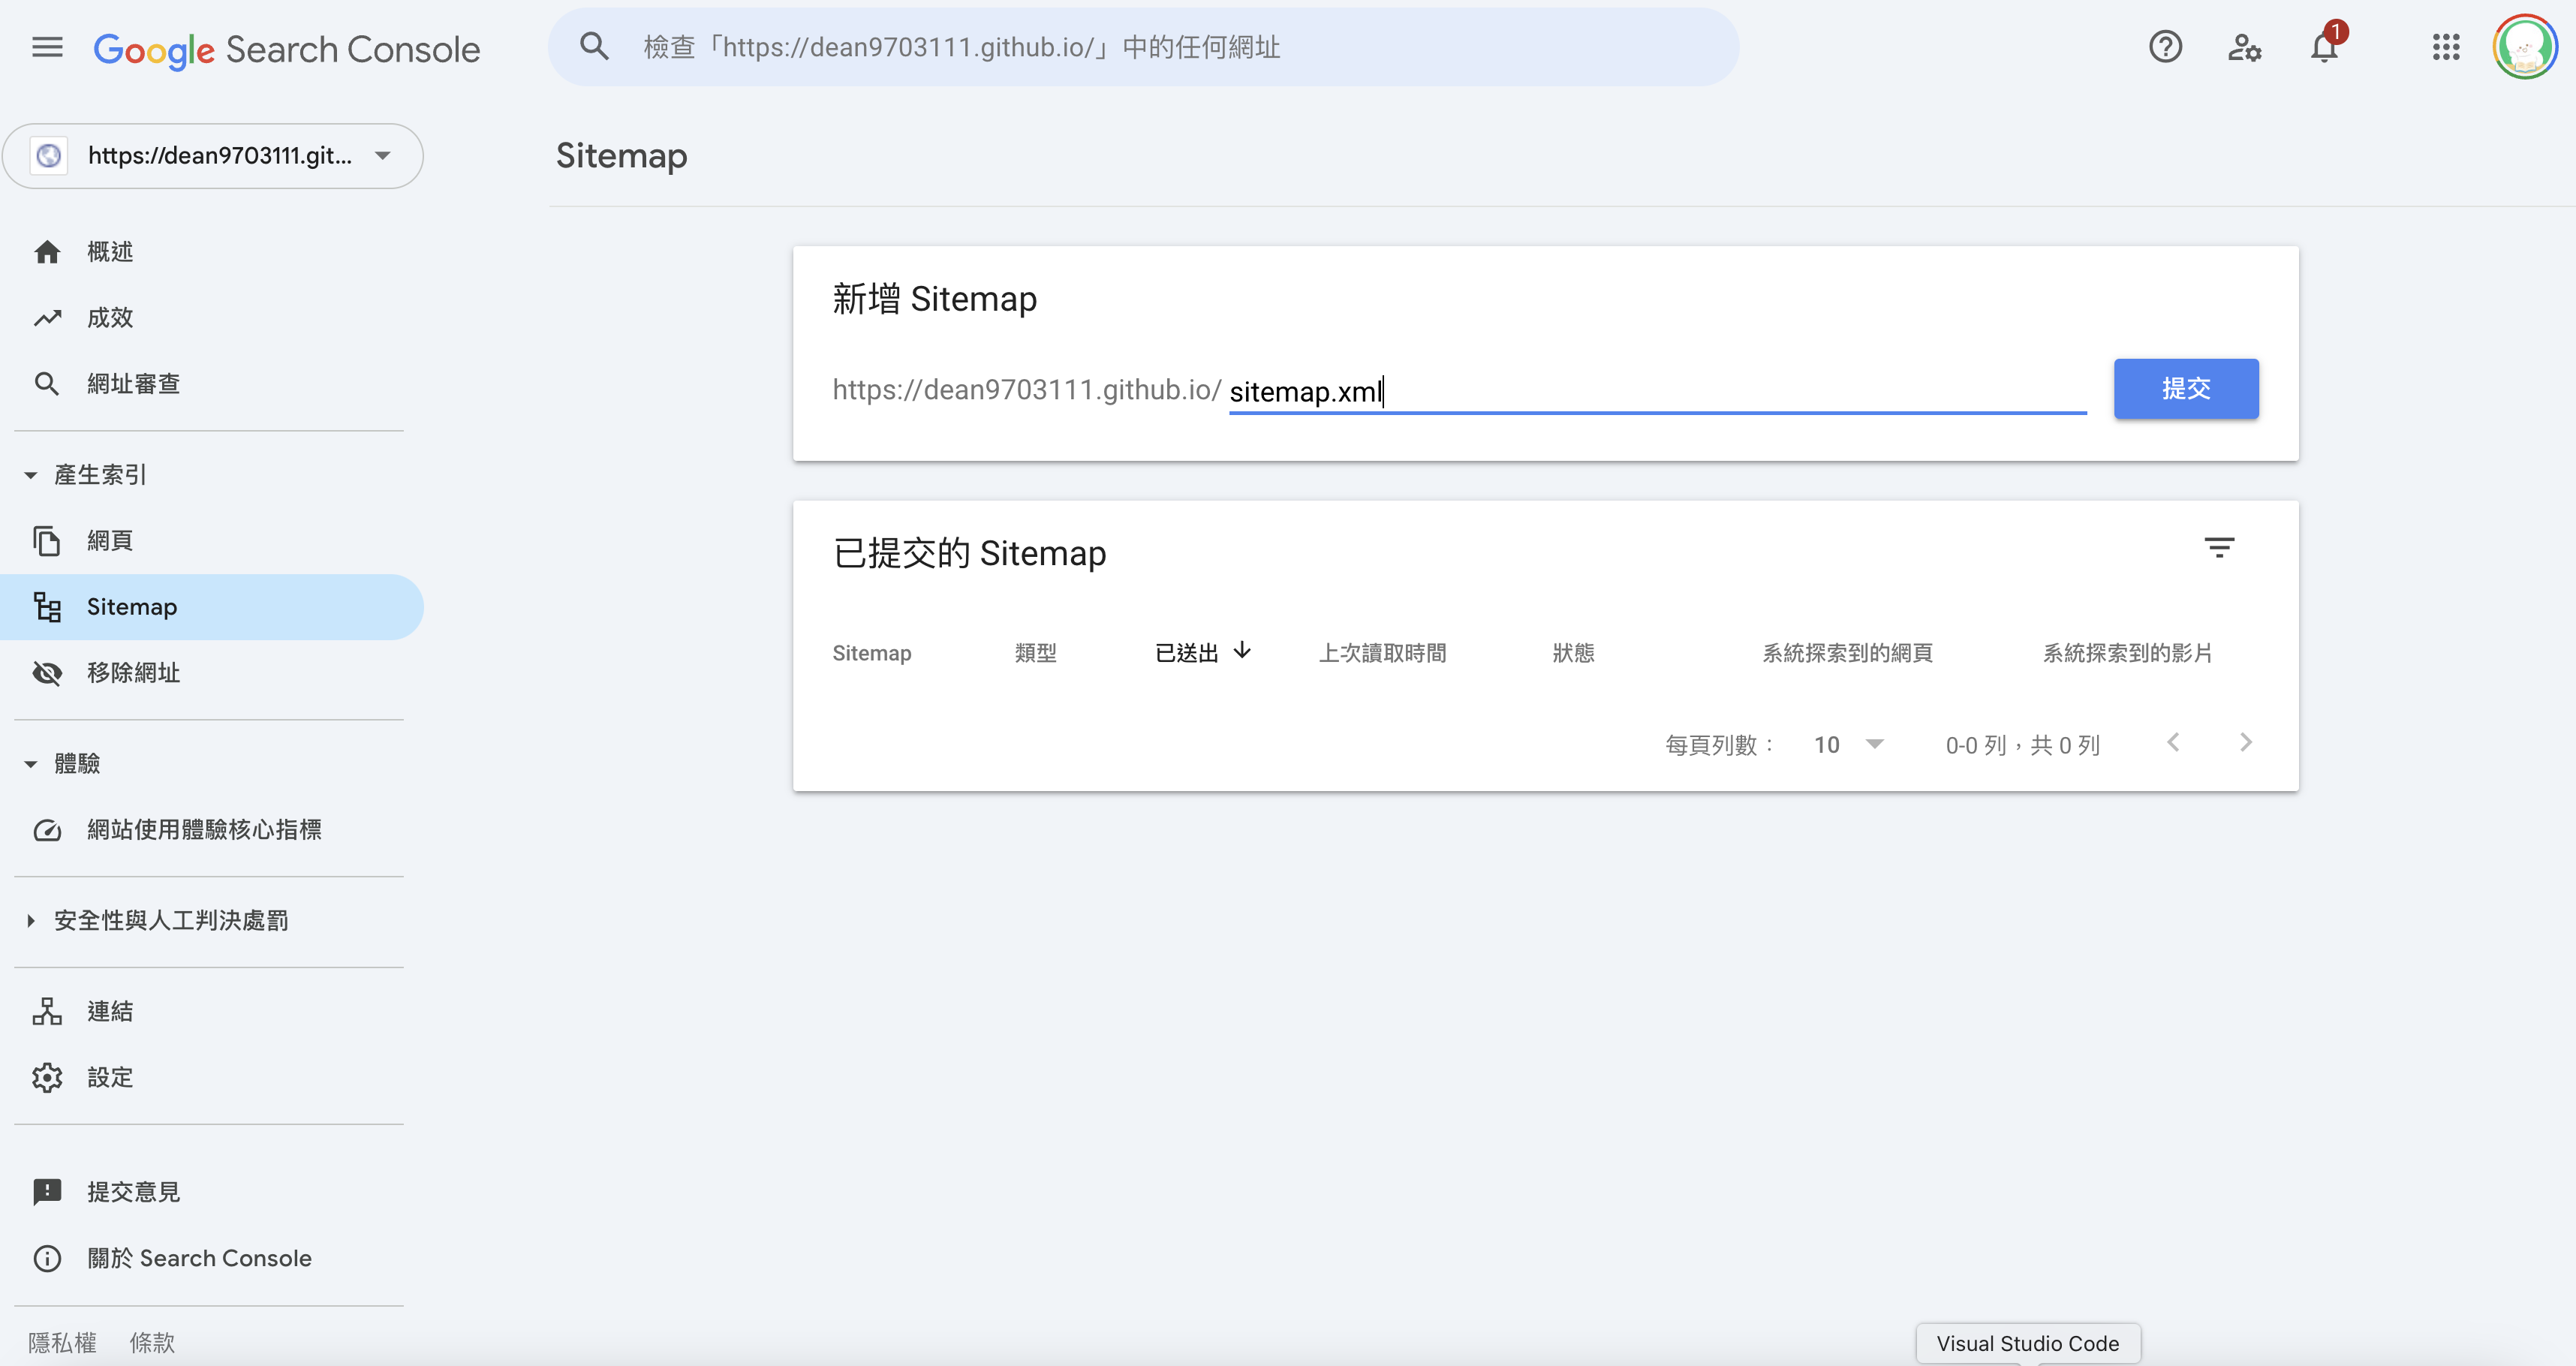 Google Search Console
檢查「https://dean9703111.github.io/」中的任何網址
1
https://dean9703111.git...
Sitemap
概述
成效
網址審查
產生索引
網頁
Sitemap
移除網址
體驗
網站使用體驗核心指標
安全性與人工判決處罰
連結
設定
提交意見
關於 Search Console
隱私權 條款
新增 Sitemap
https://dean9703111.github.io/ sitemap.xml
提交
已提交的 Sitemap
Sitemap 類型 已送出 上次讀取時間 狀態 系統探索到的網頁 系統探索到的影片
每頁列數： 10 0-0 列，共 0 列
Visual Studio Code